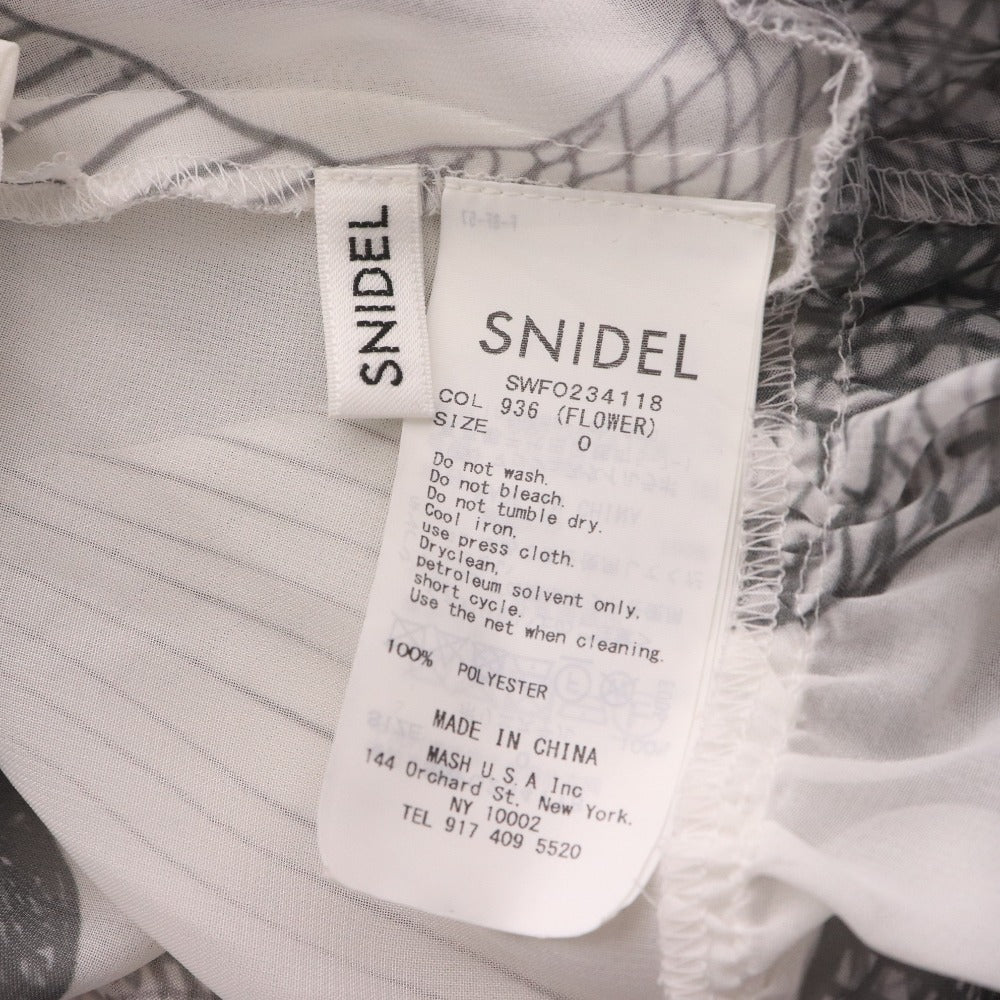 SNIDEL
SNIDEL
SWFO234118
COL 936 (FLOWER)
SIZE 0
Do not wash.
Do not bleach.
Do not tumble dry.
Cool iron,
use press cloth.
Dryclean,
petroleum solvent only,
short cycle.
Use the net when cleaning.
100% POLYESTER
MADE IN CHINA
MASH U.S.A Inc
144 Orchard St. New York.
NY 10002
TEL 917 409 5520